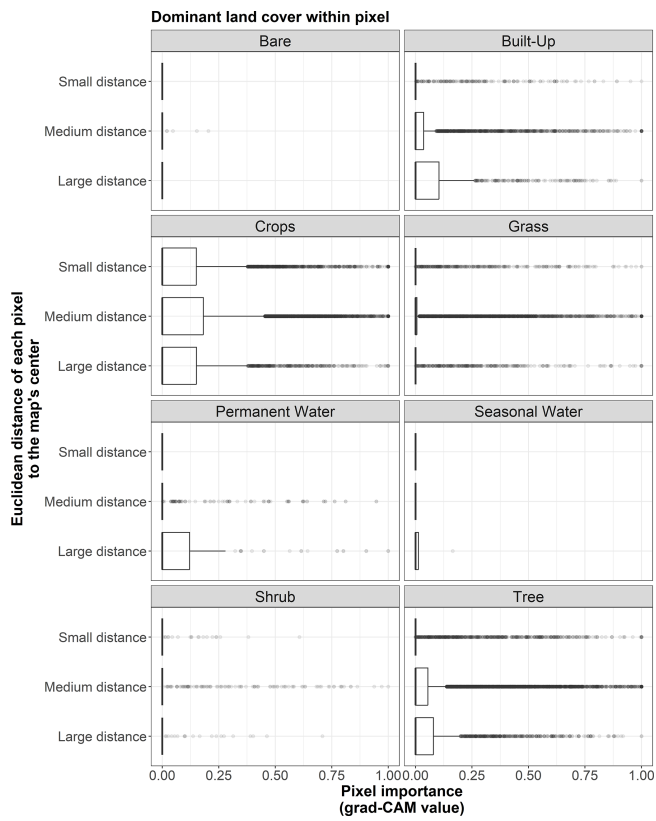 Dominant land cover within pixel
Bare
Built-Up
Small distance
Medium distance
Large distance
Crops
Grass
Small distance
Medium distance
Large distance
Permanent Water
Seasonal Water
Small distance
Medium distance
Large distance
Shrub
Tree
Small distance
Medium distance
Large distance
0.00 0.25 0.50 0.75 1.00 0.00 0.25 0.50 0.75 1.00
Pixel importance
(grad-CAM value)
Euclidean distance of each pixel
to the map's center